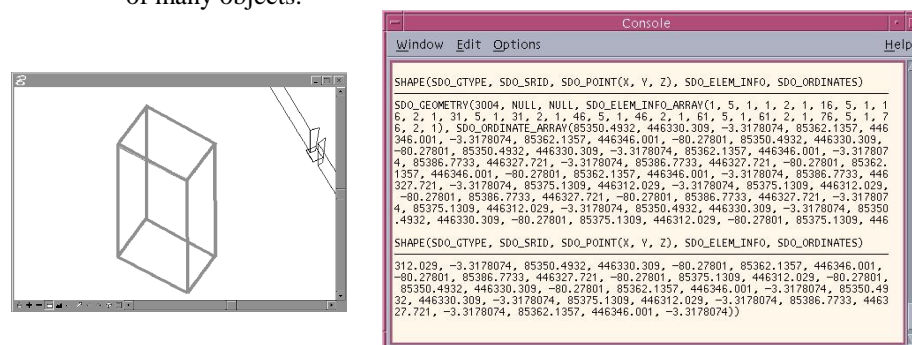 of many objects.
Console
Window Edit Options Help
SHAPE(SDO_GTYPE, SDO_SRID, SDO_POINT(X, Y, Z), SDO_ELEM_INFO, SDO_ORDINATES)
SDO_GEOMETRY(3004, NULL, NULL, SDO_ELEM_INFO_ARRAY(1, 5, 1, 1, 2, 1, 16, 5, 1, 1
6, 2, 1, 31, 5, 1, 31, 2, 1, 46, 5, 1, 46, 2, 1, 61, 5, 1, 61, 2, 1, 76, 5, 1, 7
6, 2, 1), SDO_ORDINATE_ARRAY(85350.4932, 446330.309, -3.3178074, 85362.1357, 446
346.001, -3.3178074, 85362.1357, 446346.001, -80.27801, 85350.4932, 446330.309,
-80.27801, 85350.4932, 446330.309, -3.3178074, 85362.1357, 446346.001, -3.317807
4, 85386.7733, 446327.721, -3.3178074, 85386.7733, 446327.721, -80.27801, 85362.
1357, 446346.001, -80.27801, 85362.1357, 446346.001, -3.3178074, 85386.7733, 446
327.721, -3.3178074, 85375.1309, 446312.029, -3.3178074, 85375.1309, 446312.029,
-80.27801, 85386.7733, 446327.721, -80.27801, 85386.7733, 446327.721, -3.317807
4, 85375.1309, 446312.029, -3.3178074, 85350.4932, 446330.309, -3.3178074, 85350
.4932, 446330.309, -80.27801, 85375.1309, 446312.029, -80.27801, 85375.1309, 446
SHAPE(SDO_GTYPE, SDO_SRID, SDO_POINT(X, Y, Z), SDO_ELEM_INFO, SDO_ORDINATES)
312.029, -3.3178074, 85350.4932, 446330.309, -80.27801, 85362.1357, 446346.001,
-80.27801, 85386.7733, 446327.721, -80.27801, 85375.1309, 446312.029, -80.27801,
85350.4932, 446330.309, -80.27801, 85362.1357, 446346.001, -3.3178074, 85350.49
32, 446330.309, -3.3178074, 85375.1309, 446312.029, -3.3178074, 85386.7733, 4463
27.721, -3.3178074, 85362.1357, 446346.001, -3.3178074))